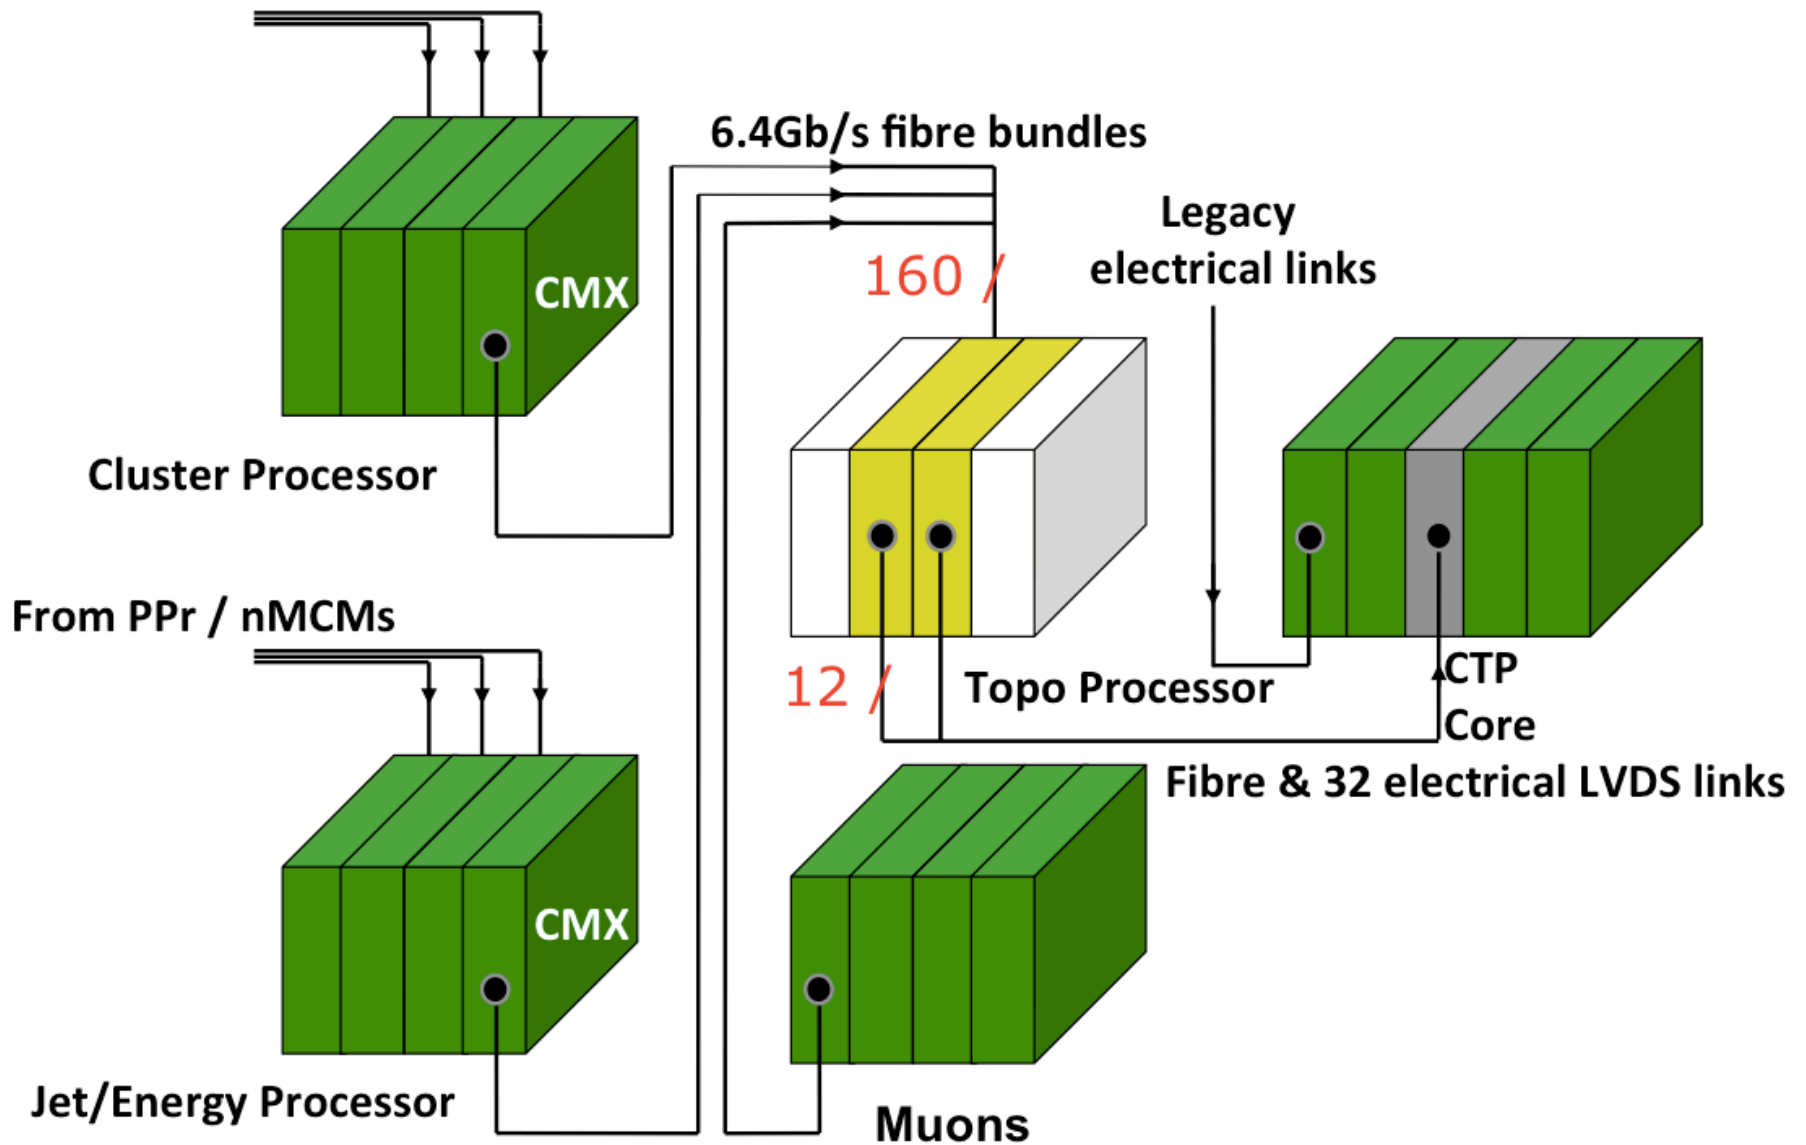 6.4Gb/s fibre bundles
Legacy
electrical links
160 /
CMX
Cluster Processor
From PPr / nMCMs
12 /
Topo Processor
CTP
Core
Fibre & 32 electrical LVDS links
CMX
Jet/Energy Processor
Muons